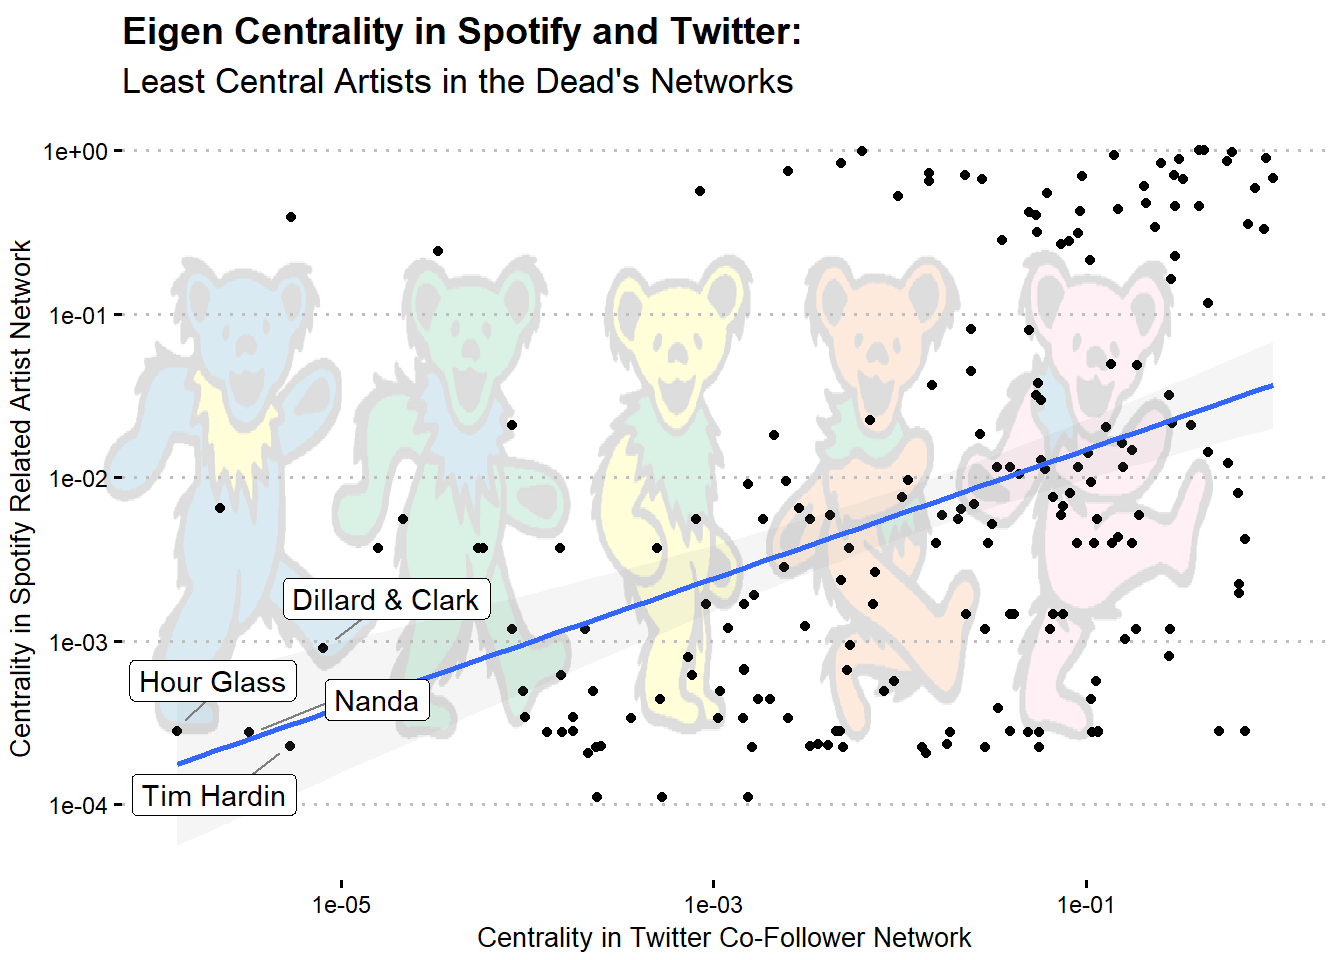 Eigen Centrality in Spotify and Twitter:
Least Central Artists in the Dead's Networks
Centrality in Spotify Related Artist Network
1e+00
1e-01
1e-02
1e-03
1e-04
Dillard & Clark
Hour Glass
Nanda
Tim Hardin
1e-05
1e-03
1e-01
Centrality in Twitter Co-Follower Network